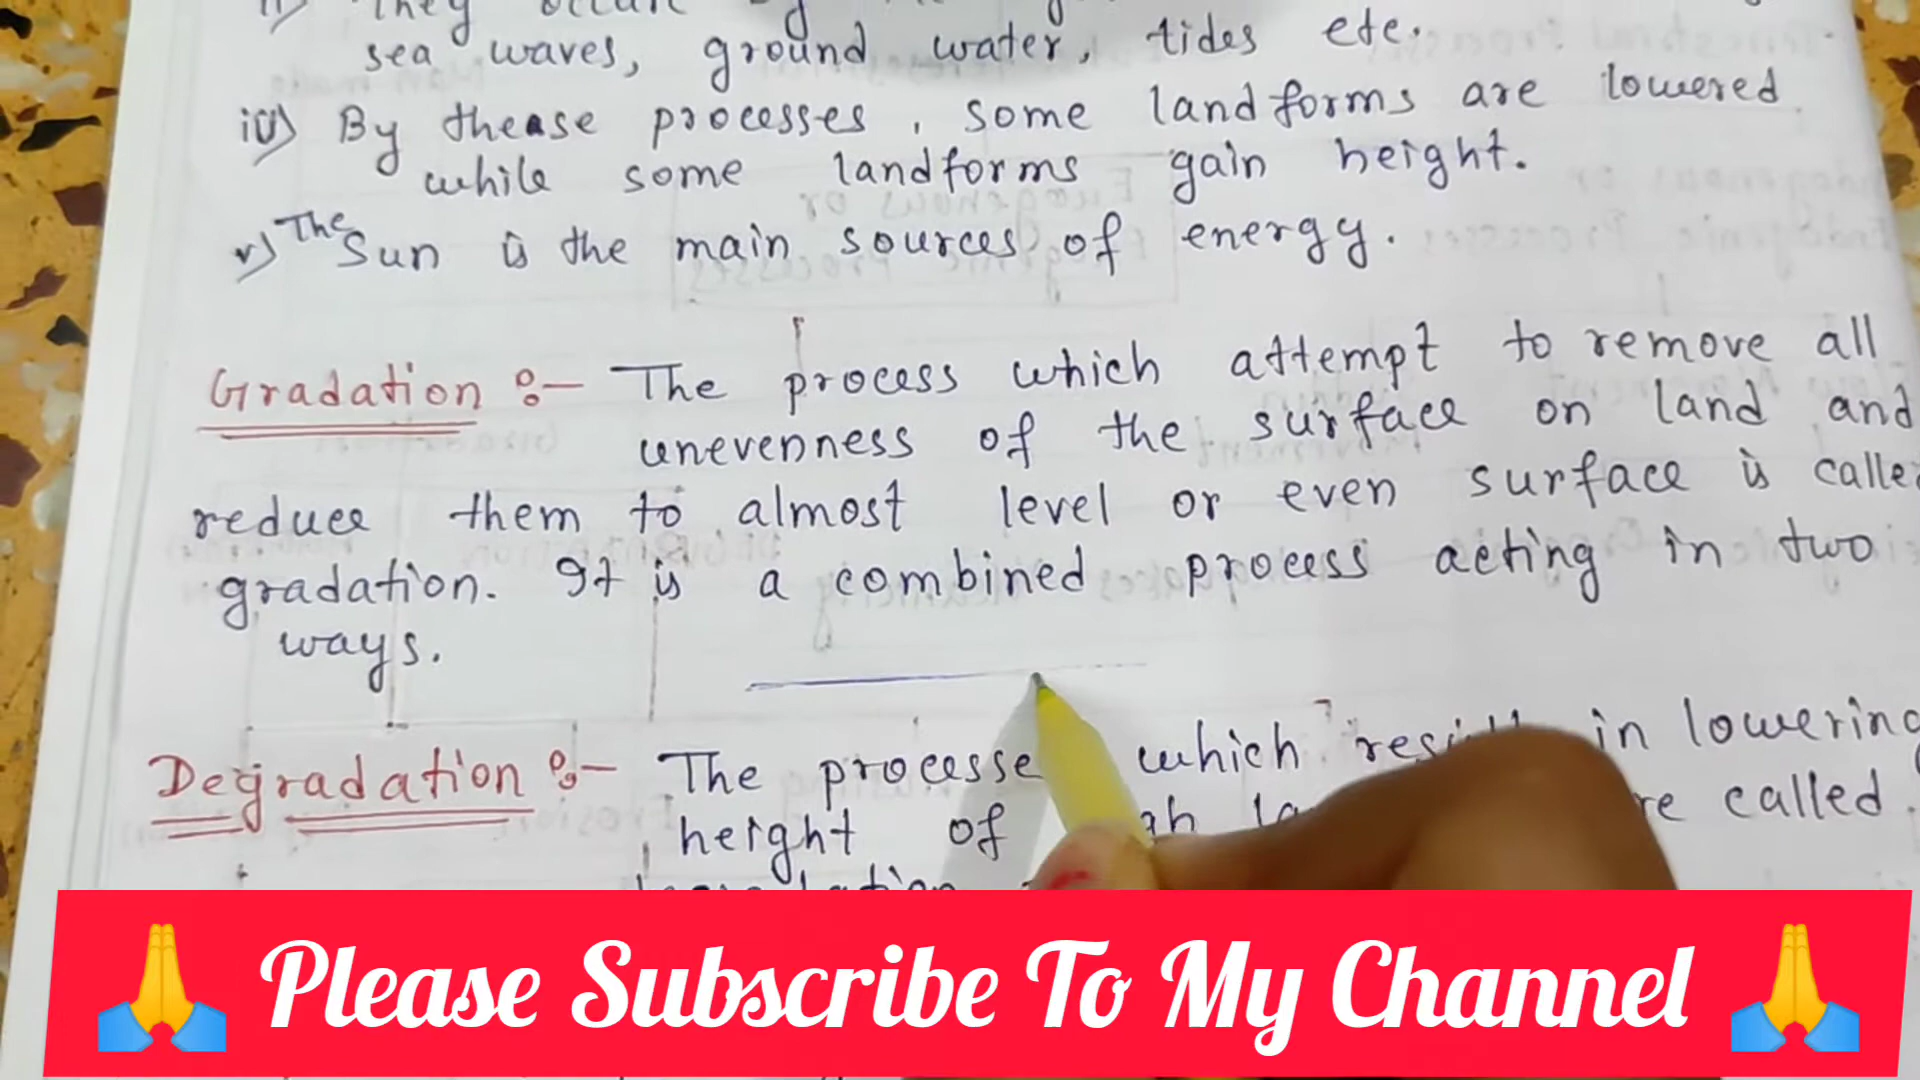 They
sea waves, ground water, tides etc.
iv) By thease processes, some landforms are lowered
while some landforms gain height.
v) The Sun is the main sources of energy.
Gradation :- The process which attempt to remove all
unevenness of the surface on land and
reduce them to almost level or even surface is called
gradation. It is a combined process acting in two
ways.
Degradation :- The processe which in lowering
height of called
🙏 Please Subscribe To My Channel 🙏